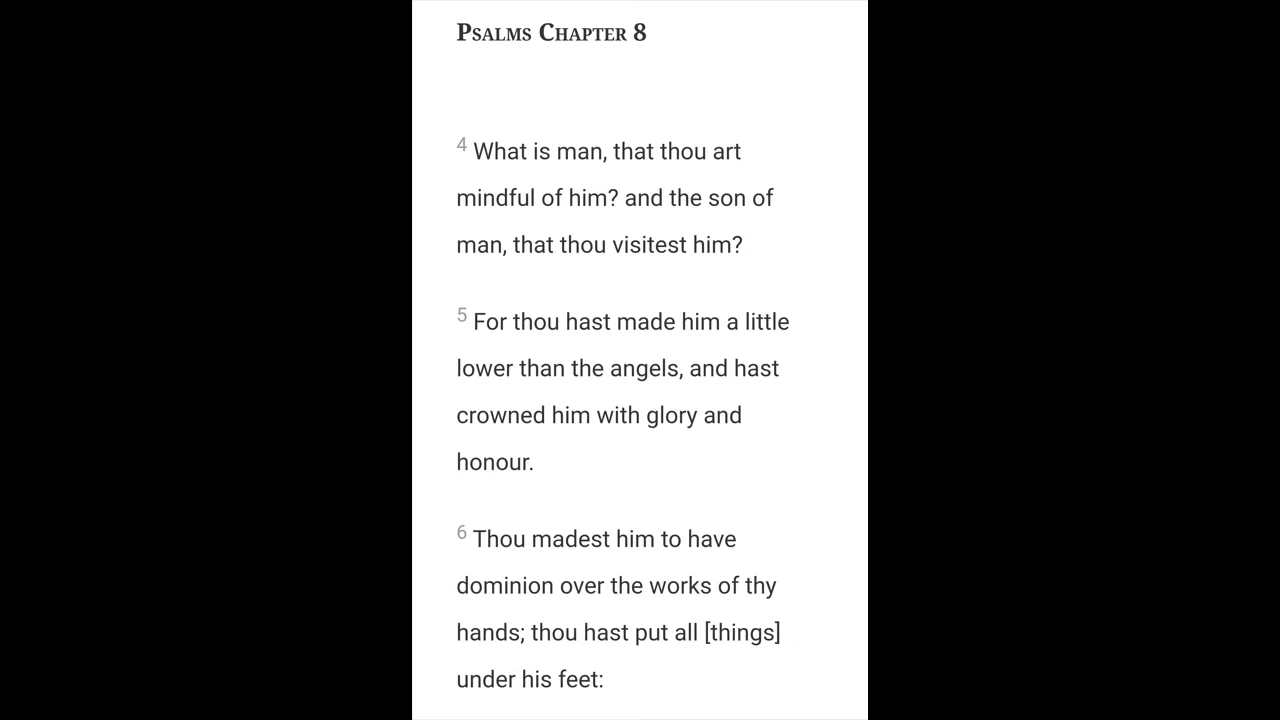 Psalms Chapter 8
4 What is man, that thou art
mindful of him? and the son of
man, that thou visitest him?
5 For thou hast made him a little
lower than the angels, and hast
crowned him with glory and
honour.
6 Thou madest him to have
dominion over the works of thy
hands; thou hast put all [things]
under his feet: